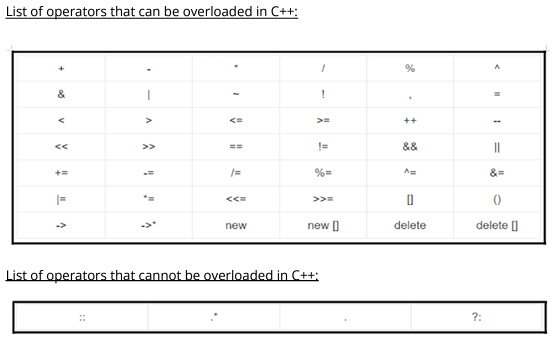 List of operators that can be overloaded in C++:
+ - * / % ^
& | ~ ! , =
< > <= >= ++ --
<< >> == != && ||
+= -= /= %= ^= &=
|= *= <<= >>= [] ()
-> ->* new new [] delete delete []
List of operators that cannot be overloaded in C++:
:: .* . ?: